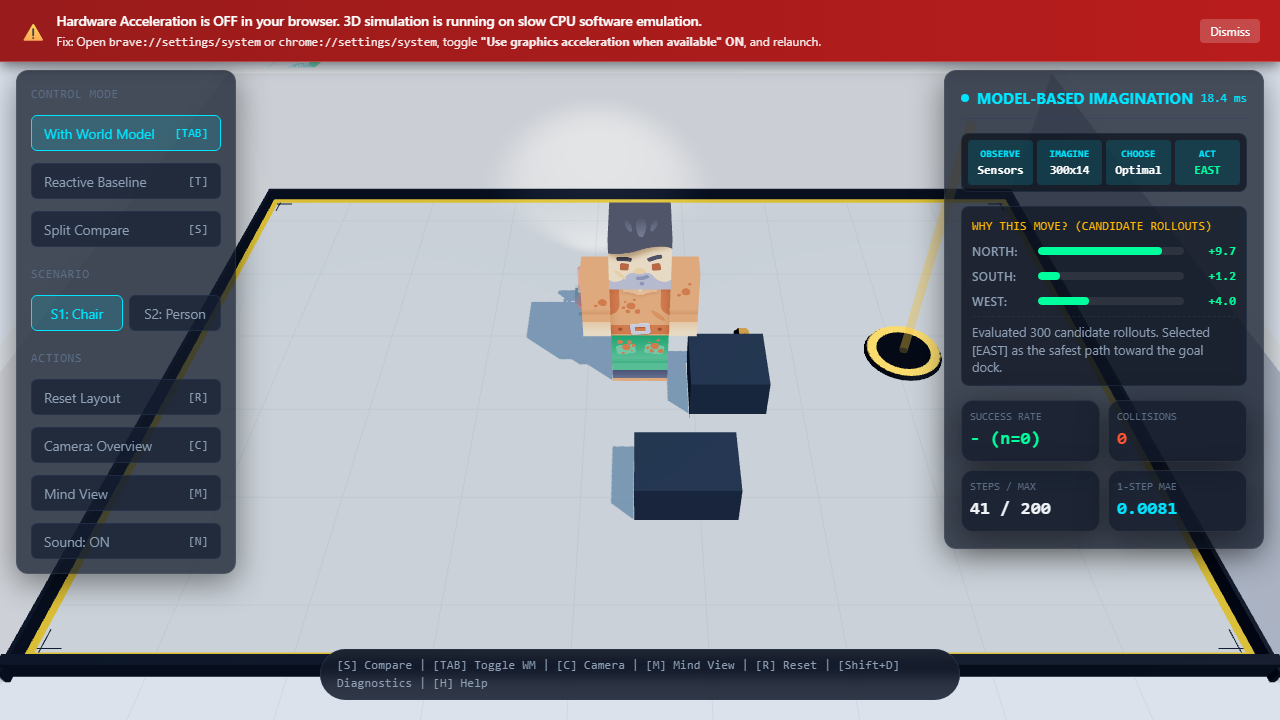 Hardware Acceleration is OFF in your browser. 3D simulation is running on slow CPU software emulation.
Fix: Open brave://settings/system or chrome://settings/system, toggle "Use graphics acceleration when available" ON, and relaunch.
Dismiss
CONTROL MODE
With World Model [TAB]
Reactive Baseline [T]
Split Compare [S]
SCENARIO
S1: Chair
S2: Person
ACTIONS
Reset Layout [R]
Camera: Overview [C]
Mind View [M]
Sound: ON [N]
MODEL-BASED IMAGINATION 18.4 ms
OBSERVE
Sensors
IMAGINE
300x14
CHOOSE
Optimal
ACT
EAST
WHY THIS MOVE? (CANDIDATE ROLLOUTS)
NORTH: +9.7
SOUTH: +1.2
WEST: +4.0
Evaluated 300 candidate rollouts. Selected
[EAST] as the safest path toward the goal
dock.
SUCCESS RATE
- (n=0)
COLLISIONS
0
STEPS / MAX
41 / 200
1-STEP MAE
0.0081
[S] Compare | [TAB] Toggle WM | [C] Camera | [M] Mind View | [R] Reset | [Shift+D]
Diagnostics | [H] Help